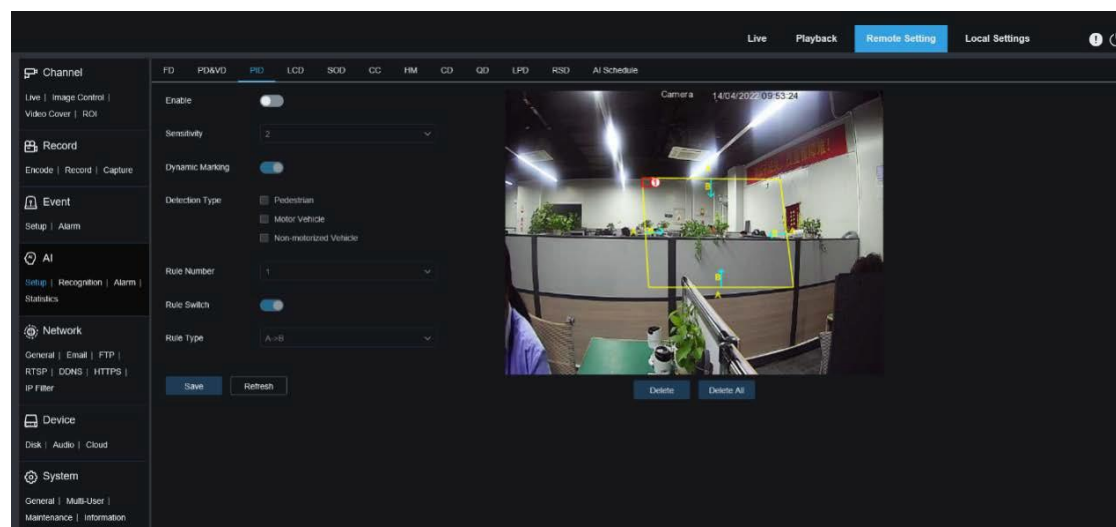 Live Playback Remote Setting Local Settings
Channel
Live | Image Control |
Video Cover | ROI
Record
Encode | Record | Capture
Event
Setup | Alarm
AI
Setup | Recognition | Alarm |
Statistics
Network
General | Email | FTP |
RTSP | DDNS | HTTPS |
IP Filter
Device
Disk | Audio | Cloud
System
General | Multi-User |
Maintenance | Information
FD PD&VD PID LCD SOD CC HM CD QD LPD RSD AI Schedule
Enable
Sensitivity 2
Dynamic Marking
Detection Type Pedestrian
Motor Vehicle
Non-motorized Vehicle
Rule Number 1
Rule Switch
Rule Type A->B
Save Refresh
Camera 14/04/2022 09:53:24
1
B
B
A
Delete Delete All